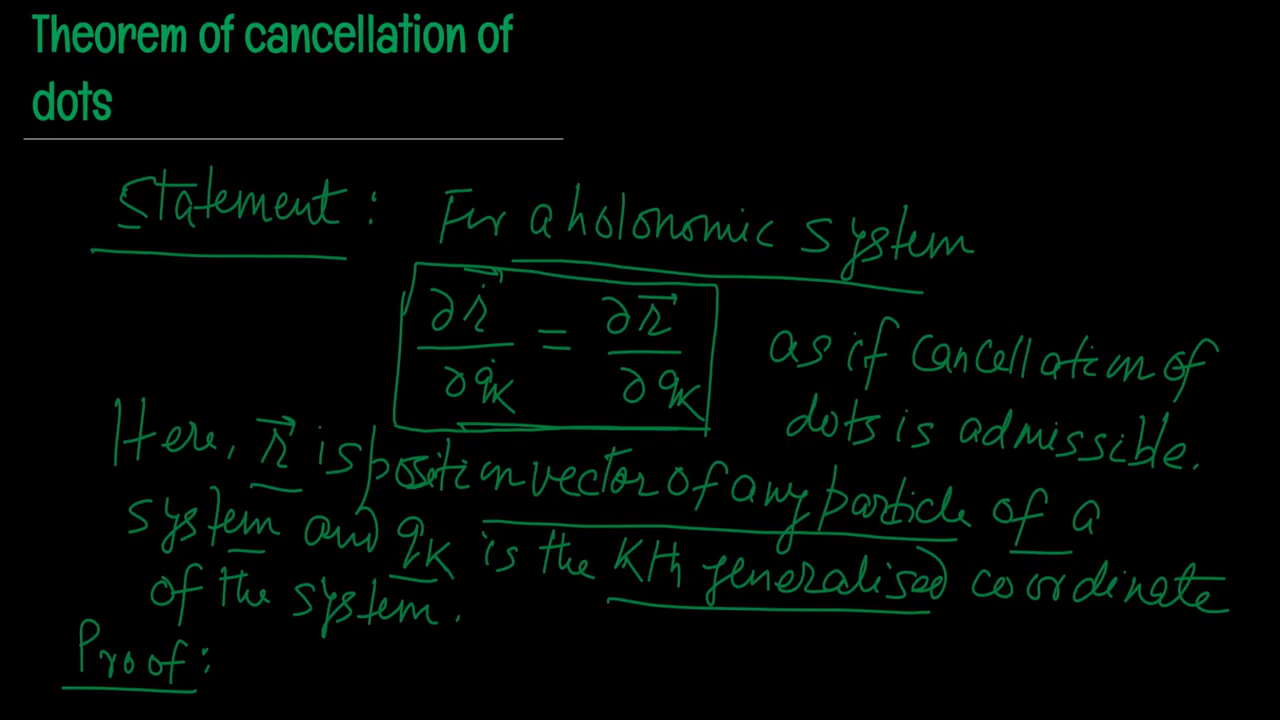 Theorem of cancellation of
dots
Statement : For a holonomic system
∂ṙ⃗/∂q̇K = ∂r⃗/∂qK as if cancellation of
dots is admissible.
Here, r⃗ is position vector of any particle of a
system and qK is the Kth generalised coordinate
of the system.
Proof :